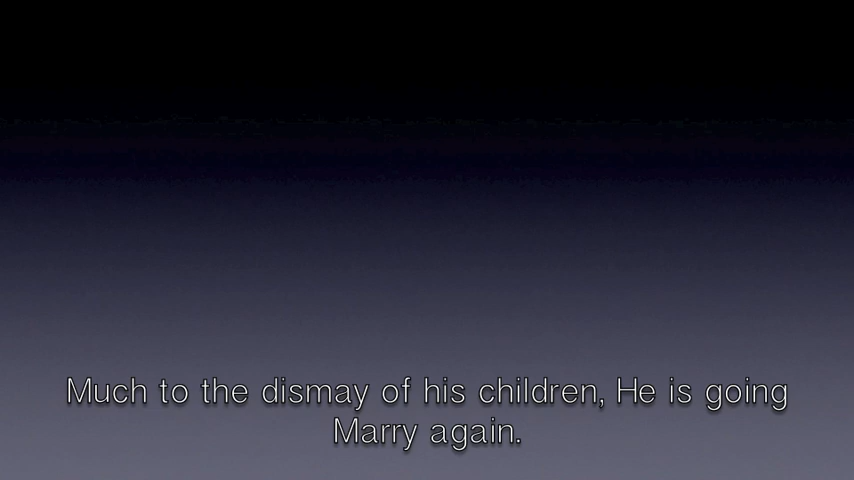 Much to the dismay of his children, He is going
Marry again.